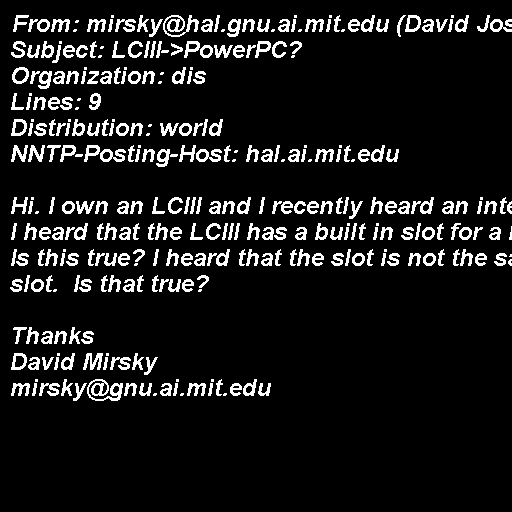 From: mirsky@hal.gnu.ai.mit.edu (David
Subject: LCIII->PowerPC?
Organization: dis
Lines: 9
Distribution: world
NNTP-Posting-Host: hal.ai.mit.edu
Hi. I own an LCIII and I recently heard an
I heard that the LCIII has a built in slot for a
Is this true? I heard that the slot is not the
slot.  Is that true?
Thanks
David Mirsky
mirsky@gnu.ai.mit.edu